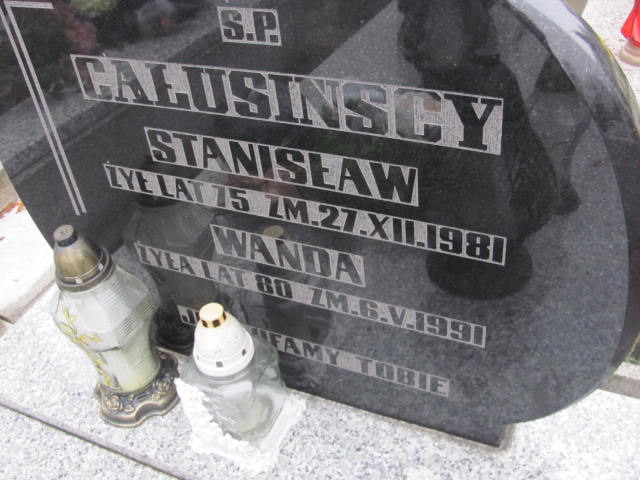 S.P.
CAŁUSINSCY
STANISŁAW
ŻYŁ LAT 75 ZM.27.XII.1981
WANDA
ŻYŁA LAT 80 ZM.6.V.1991
UFAMY TOBIE